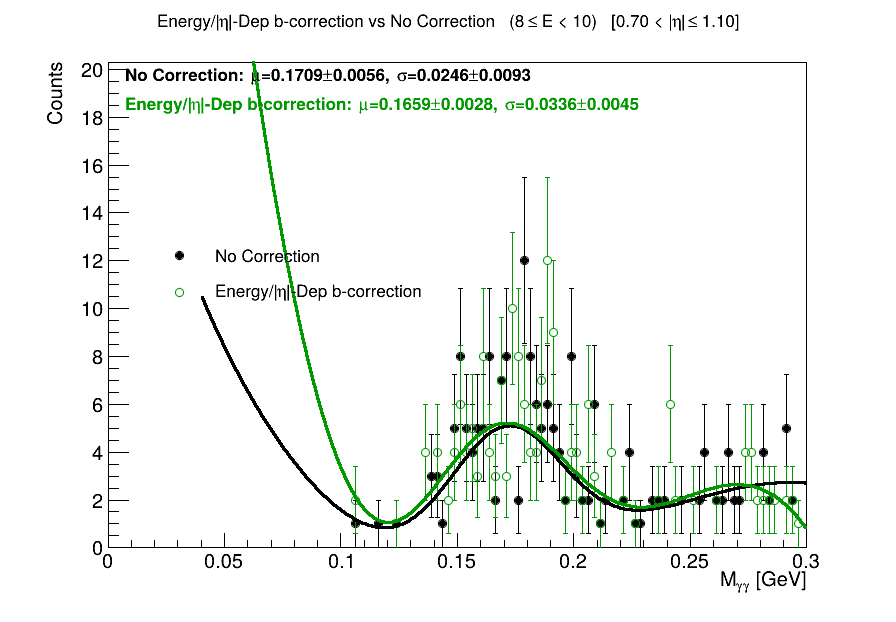 Energy/|η|-Dep b-correction vs No Correction (8 ≤ E < 10) [0.70 < |η| ≤ 1.10]
No Correction: μ=0.1709±0.0056, σ=0.0246±0.0093
Energy/|η|-Dep b-correction: μ=0.1659±0.0028, σ=0.0336±0.0045
Counts
20
18
16
14
12
10
8
6
4
2
0
No Correction
Energy/|η|-Dep b-correction
0 0.05 0.1 0.15 0.2 0.25 0.3
Mγγ [GeV]